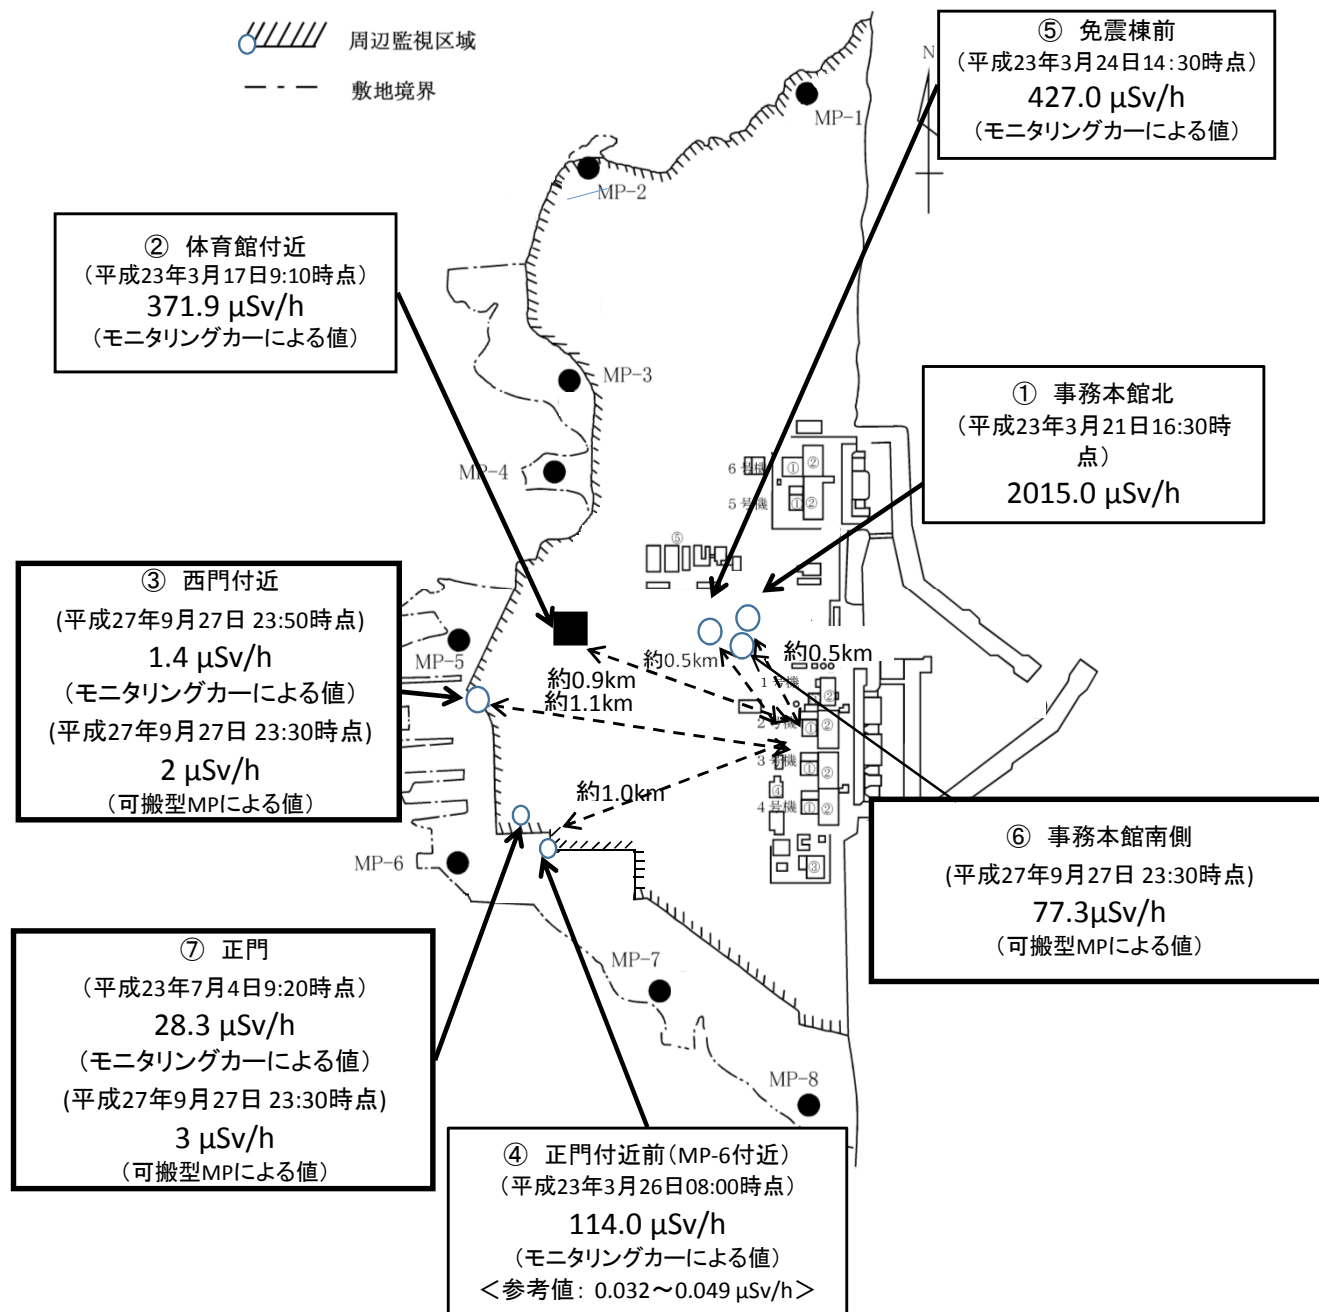 周辺監視区域
敷地境界
⑤ 免震棟前
（平成23年3月24日14：30時点）
427.0 μSv/h
（モニタリングカーによる値）
N
MP-1
MP-2
② 体育館付近
（平成23年3月17日9:10時点）
371.9 μSv/h
（モニタリングカーによる値）
MP-3
① 事務本館北
（平成23年3月21日16:30時
点）
2015.0 μSv/h
MP-4
6号機
①
②
5号機
①
②
⑤
③ 西門付近
(平成27年9月27日 23:50時点)
1.4 μSv/h
（モニタリングカーによる値）
(平成27年9月27日 23:30時点)
2 μSv/h
（可搬型MPによる値）
MP-5
約0.5km
約0.5km
約0.9km
約1.1km
1号機
②
2号機
①
②
3号機
①
②
④
約1.0km
4号機
①
②
③
MP-6
⑥ 事務本館南側
(平成27年9月27日 23:30時点)
77.3μSv/h
（可搬型MPによる値）
⑦ 正門
（平成23年7月4日9:20時点）
28.3 μSv/h
（モニタリングカーによる値）
(平成27年9月27日 23:30時点)
3 μSv/h
（可搬型MPによる値）
MP-7
MP-8
④ 正門付近前（MP-6付近）
（平成23年3月26日08:00時点）
114.0 μSv/h
（モニタリングカーによる値）
＜参考値：0.032～0.049 μSv/h＞